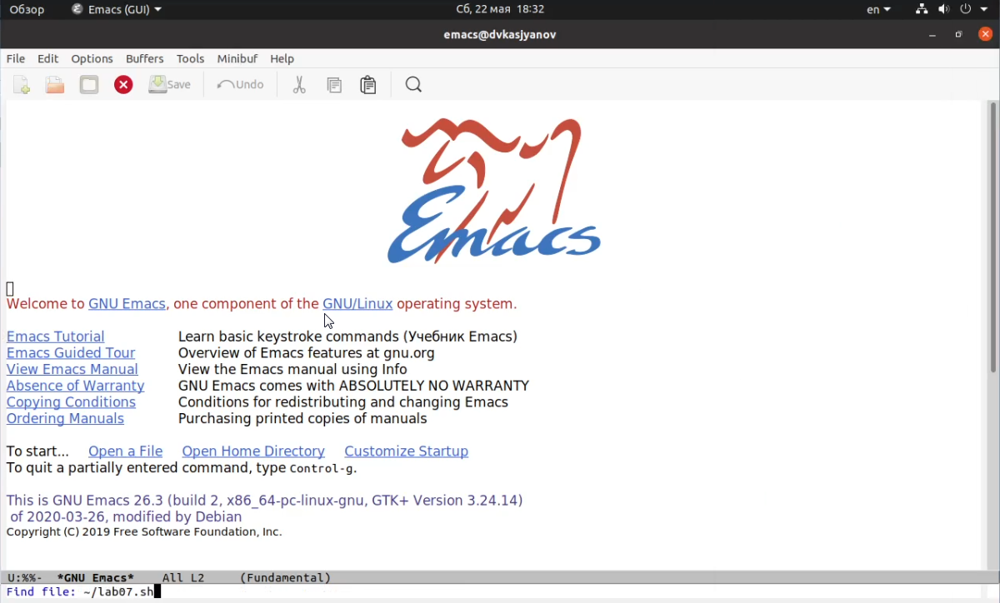 Обзор Emacs (GUI) Сб, 22 мая 18:32 en
emacs@dvkasjyanov
File Edit Options Buffers Tools Minibuf Help
Save Undo
Emacs
Welcome to GNU Emacs, one component of the GNU/Linux operating system.
Emacs Tutorial Learn basic keystroke commands (Учебник Emacs)
Emacs Guided Tour Overview of Emacs features at gnu.org
View Emacs Manual View the Emacs manual using Info
Absence of Warranty GNU Emacs comes with ABSOLUTELY NO WARRANTY
Copying Conditions Conditions for redistributing and changing Emacs
Ordering Manuals Purchasing printed copies of manuals
To start... Open a File Open Home Directory Customize Startup
To quit a partially entered command, type Control-g.
This is GNU Emacs 26.3 (build 2, x86_64-pc-linux-gnu, GTK+ Version 3.24.14)
of 2020-03-26, modified by Debian
Copyright (C) 2019 Free Software Foundation, Inc.
U:%%- *GNU Emacs* All L2 (Fundamental)
Find file: ~/lab07.sh